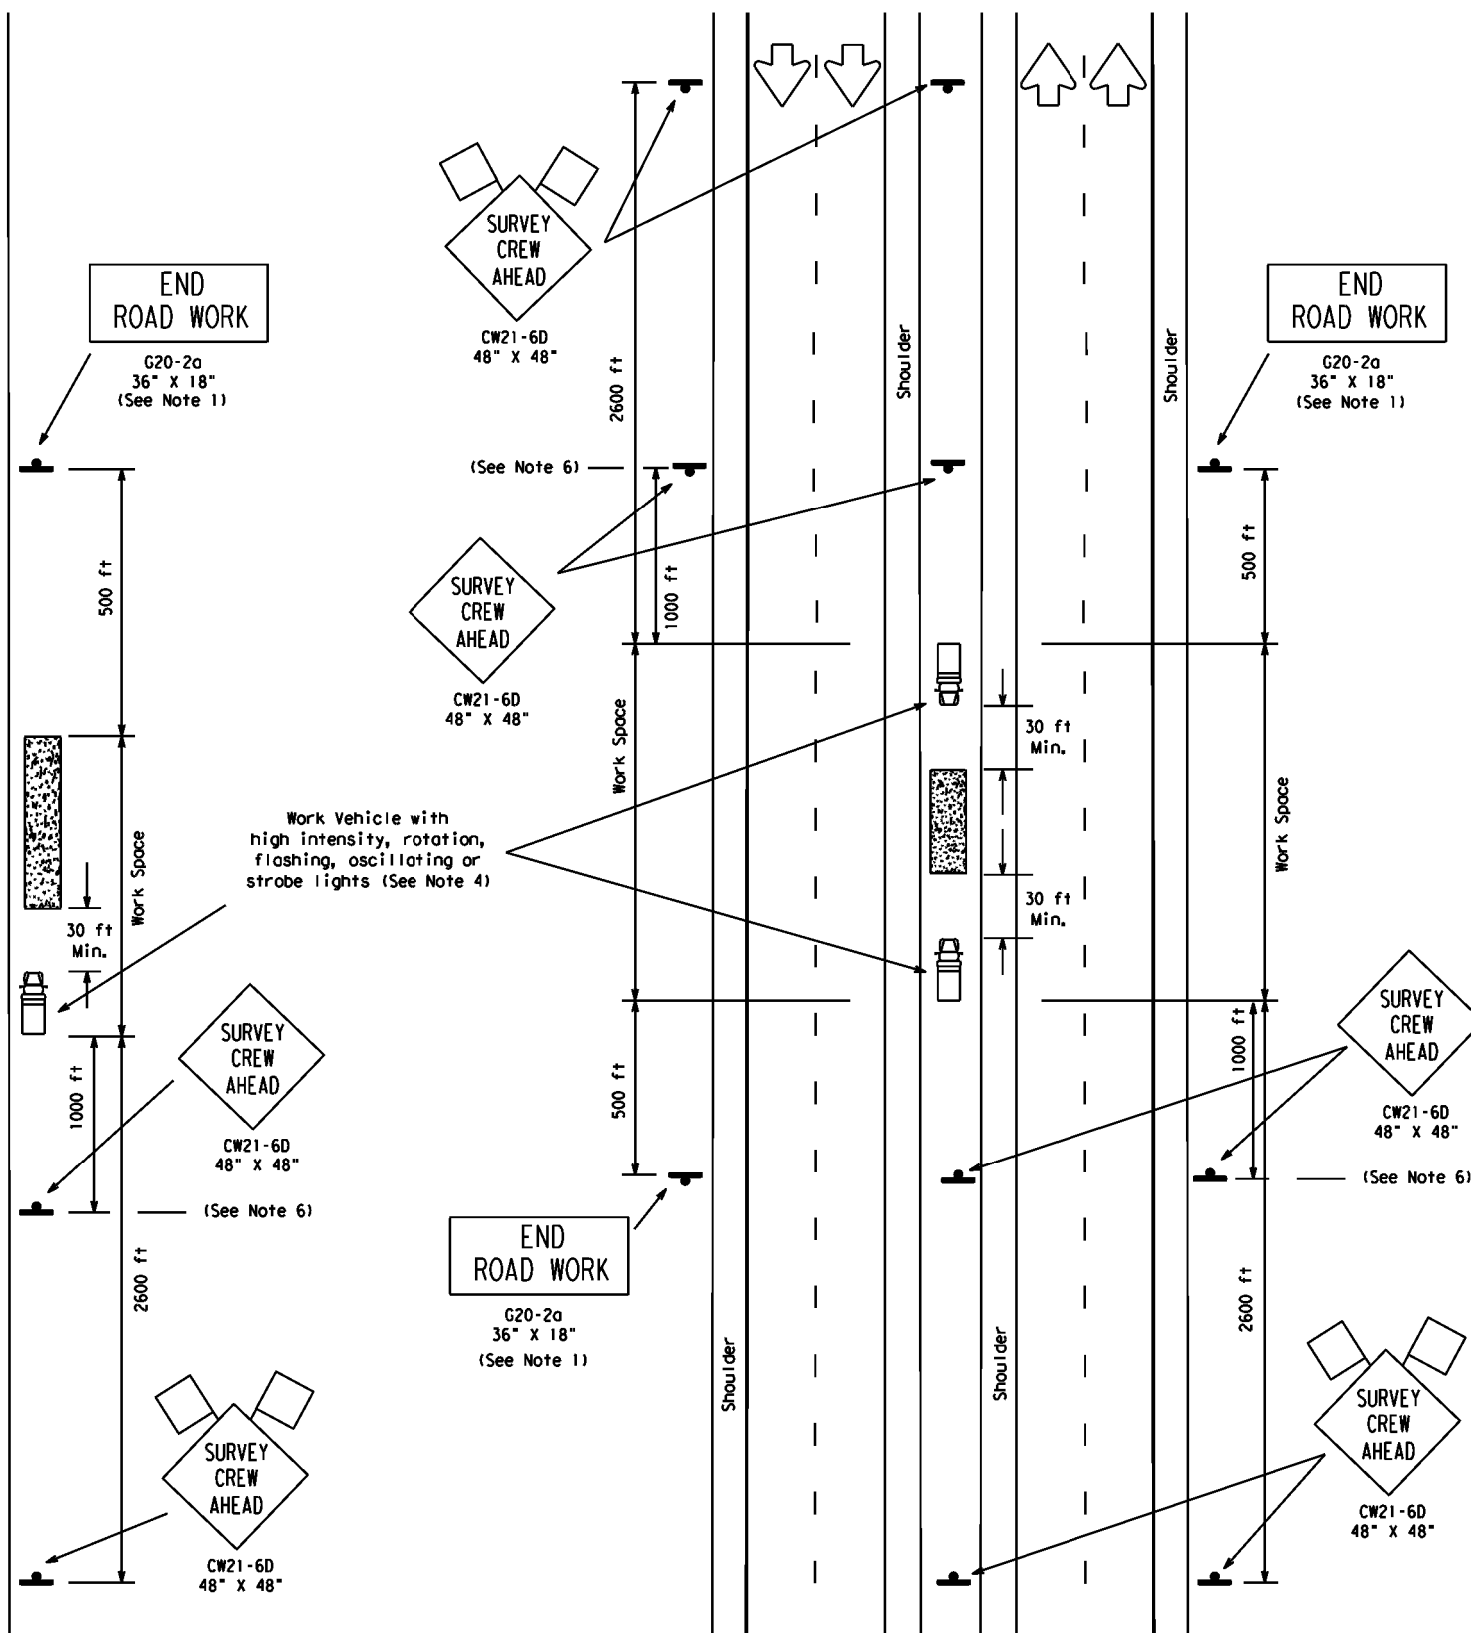 SURVEY
CREW
AHEAD
CW21-6D
48" X 48"
END
ROAD WORK
G20-2a
36" X 18"
(See Note 1)
END
ROAD WORK
G20-2a
36" X 18"
(See Note 1)
2600 ft
Shoulder
Shoulder
(See Note 6)
500 ft
1000 ft
500 ft
SURVEY
CREW
AHEAD
CW21-6D
48" X 48"
Work Space
30 ft
Min.
Work Space
Work Vehicle with
high intensity, rotation,
flashing, oscillating or
strobe lights (See Note 4)
Work Space
30 ft
Min.
30 ft
Min.
SURVEY
CREW
AHEAD
CW21-6D
48" X 48"
(See Note 6)
1000 ft
500 ft
1000 ft
SURVEY
CREW
AHEAD
CW21-6D
48" X 48"
(See Note 6)
2600 ft
END
ROAD WORK
G20-2a
36" X 18"
(See Note 1)
2600 ft
Shoulder
Shoulder
SURVEY
CREW
AHEAD
CW21-6D
48" X 48"
SURVEY
CREW
AHEAD
CW21-6D
48" X 48"